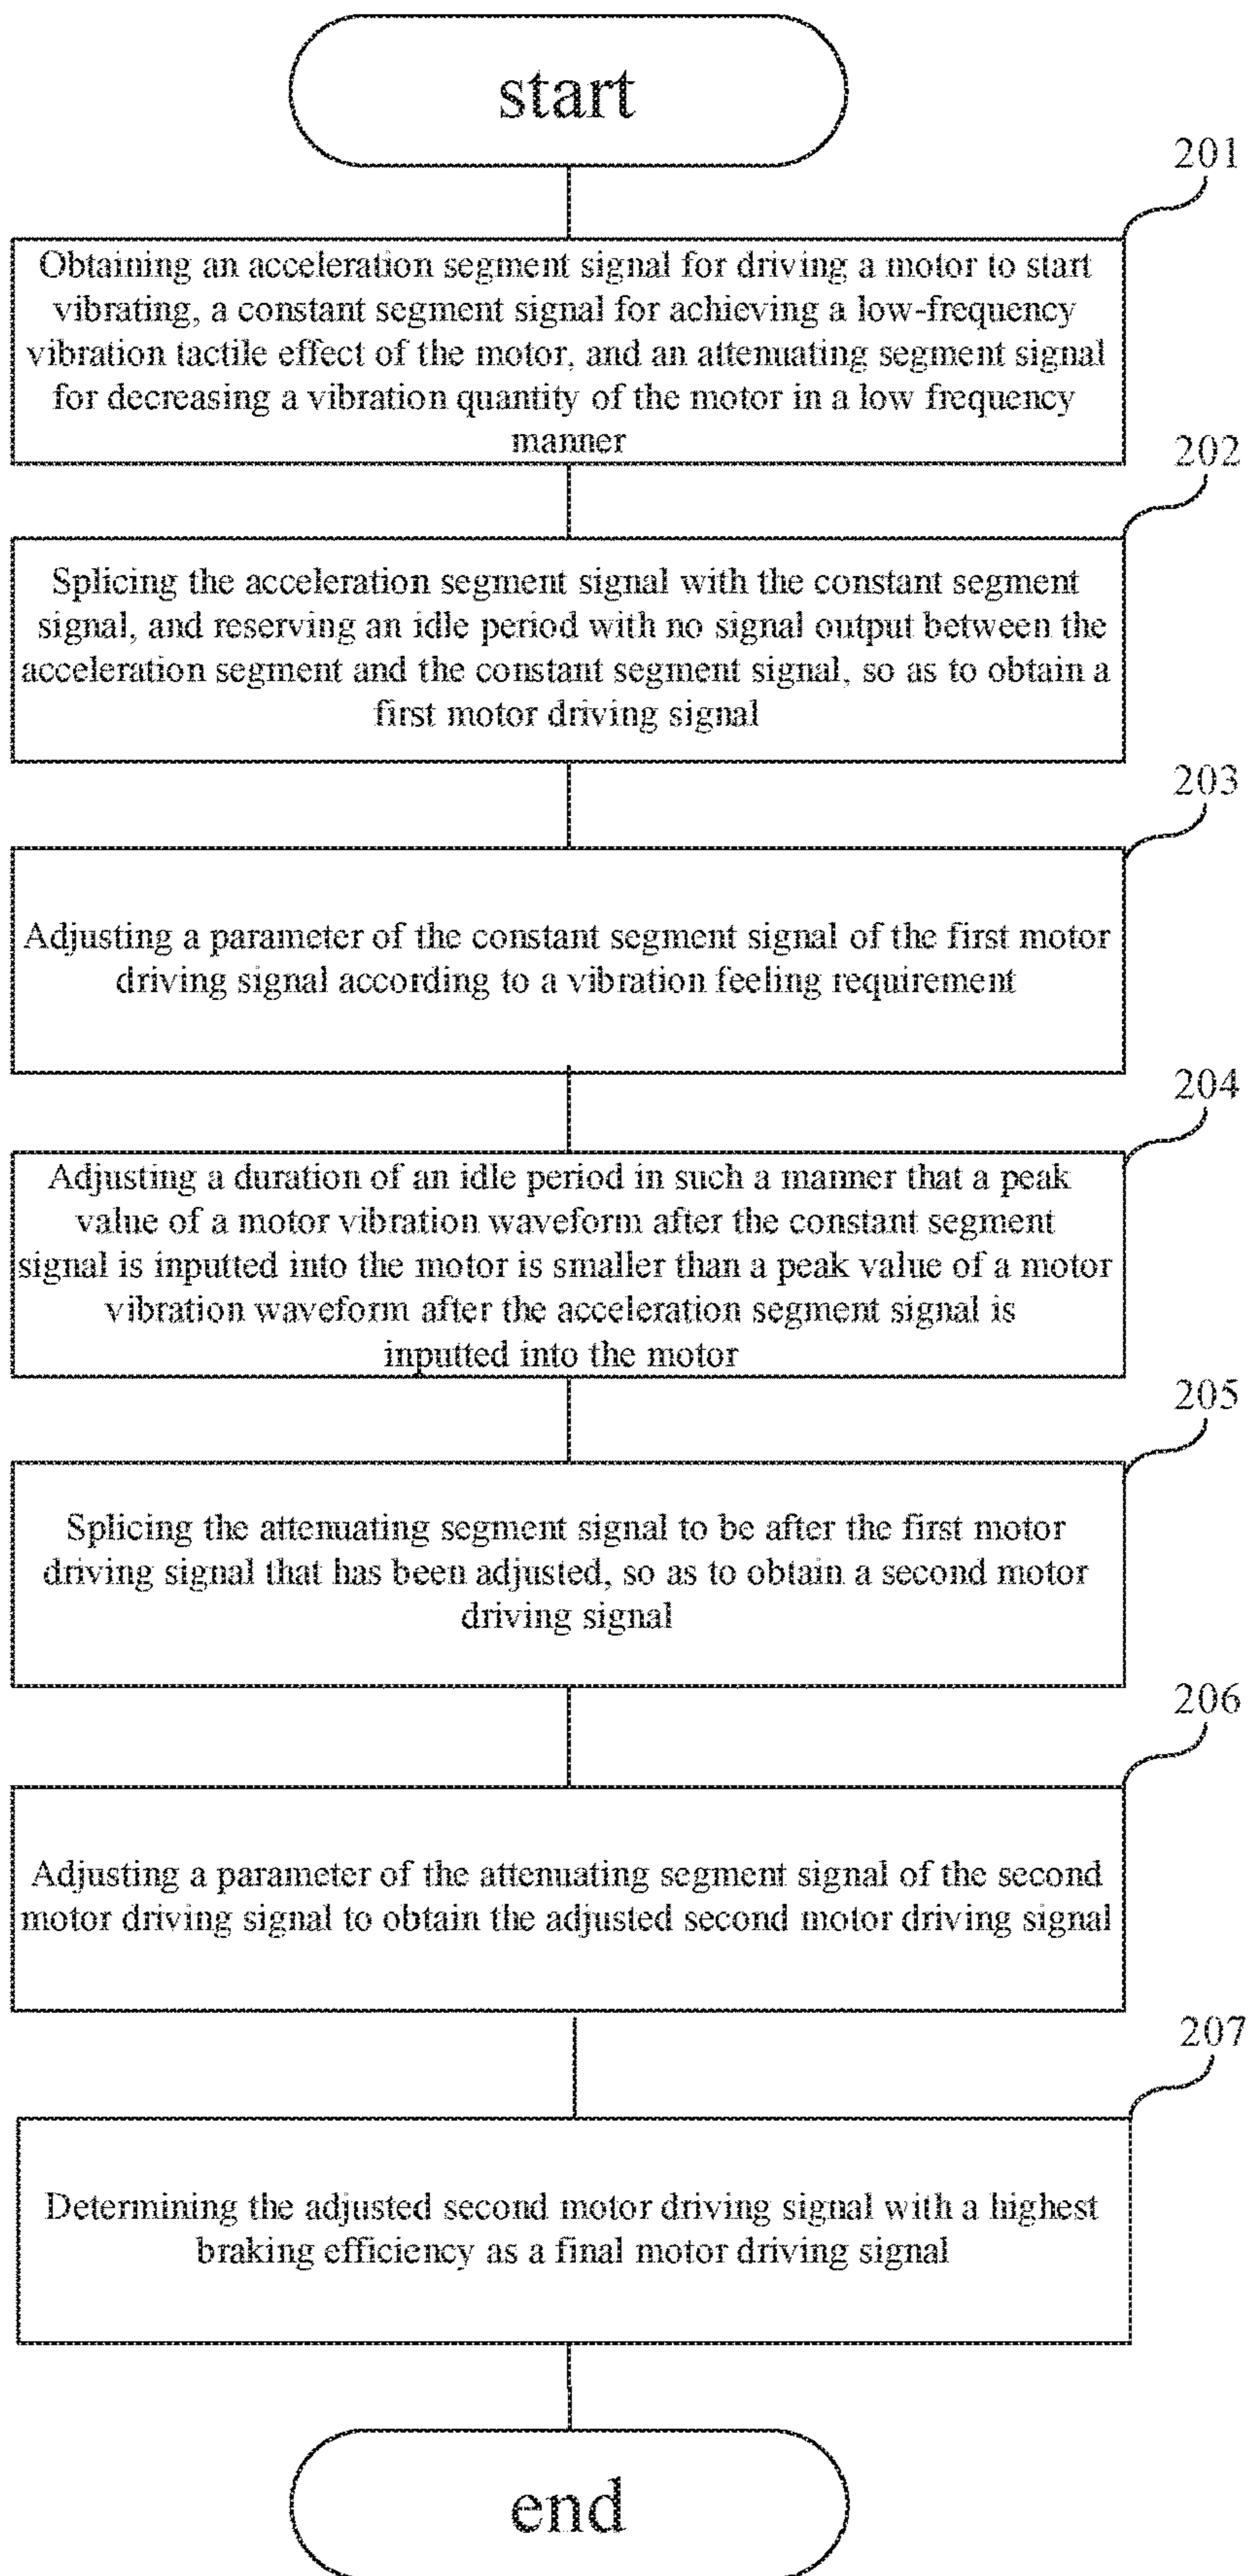 start
201
Obtaining an acceleration segment signal for driving a motor to start
vibrating, a constant segment signal for achieving a low-frequency
vibration tactile effect of the motor, and an attenuating segment signal
for decreasing a vibration quantity of the motor in a low frequency
manner
202
Splicing the acceleration segment signal with the constant segment
signal, and reserving an idle period with no signal output between the
acceleration segment and the constant segment signal, so as to obtain a
first motor driving signal
203
Adjusting a parameter of the constant segment signal of the first motor
driving signal according to a vibration feeling requirement
204
Adjusting a duration of an idle period in such a manner that a peak
value of a motor vibration waveform after the constant segment
signal is inputted into the motor is smaller than a peak value of a motor
vibration waveform after the acceleration segment signal is
inputted into the motor
205
Splicing the attenuating segment signal to be after the first motor
driving signal that has been adjusted, so as to obtain a second motor
driving signal
206
Adjusting a parameter of the attenuating segment signal of the second
motor driving signal to obtain the adjusted second motor driving signal
207
Determining the adjusted second motor driving signal with a highest
braking efficiency as a final motor driving signal
end